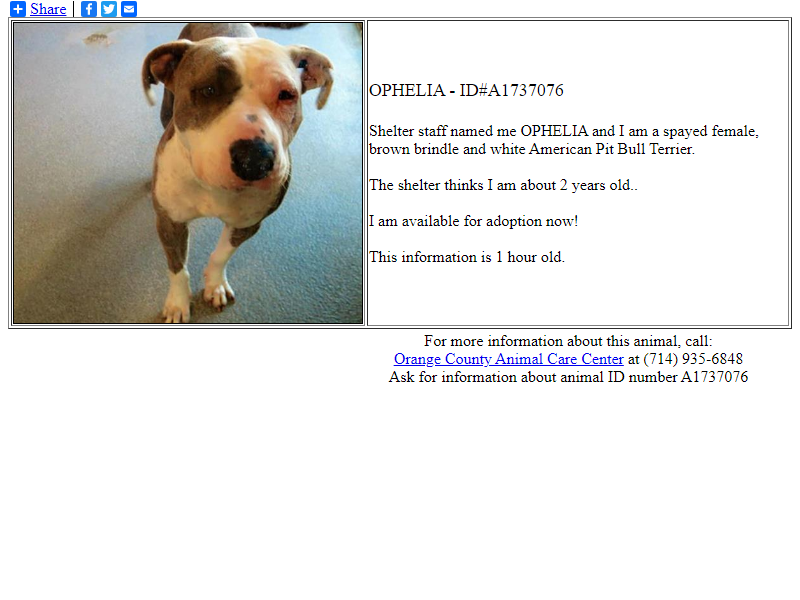 Share
OPHELIA - ID#A1737076
Shelter staff named me OPHELIA and I am a spayed female,
brown brindle and white American Pit Bull Terrier.
The shelter thinks I am about 2 years old..
I am available for adoption now!
This information is 1 hour old.
For more information about this animal, call:
Orange County Animal Care Center at (714) 935-6848
Ask for information about animal ID number A1737076